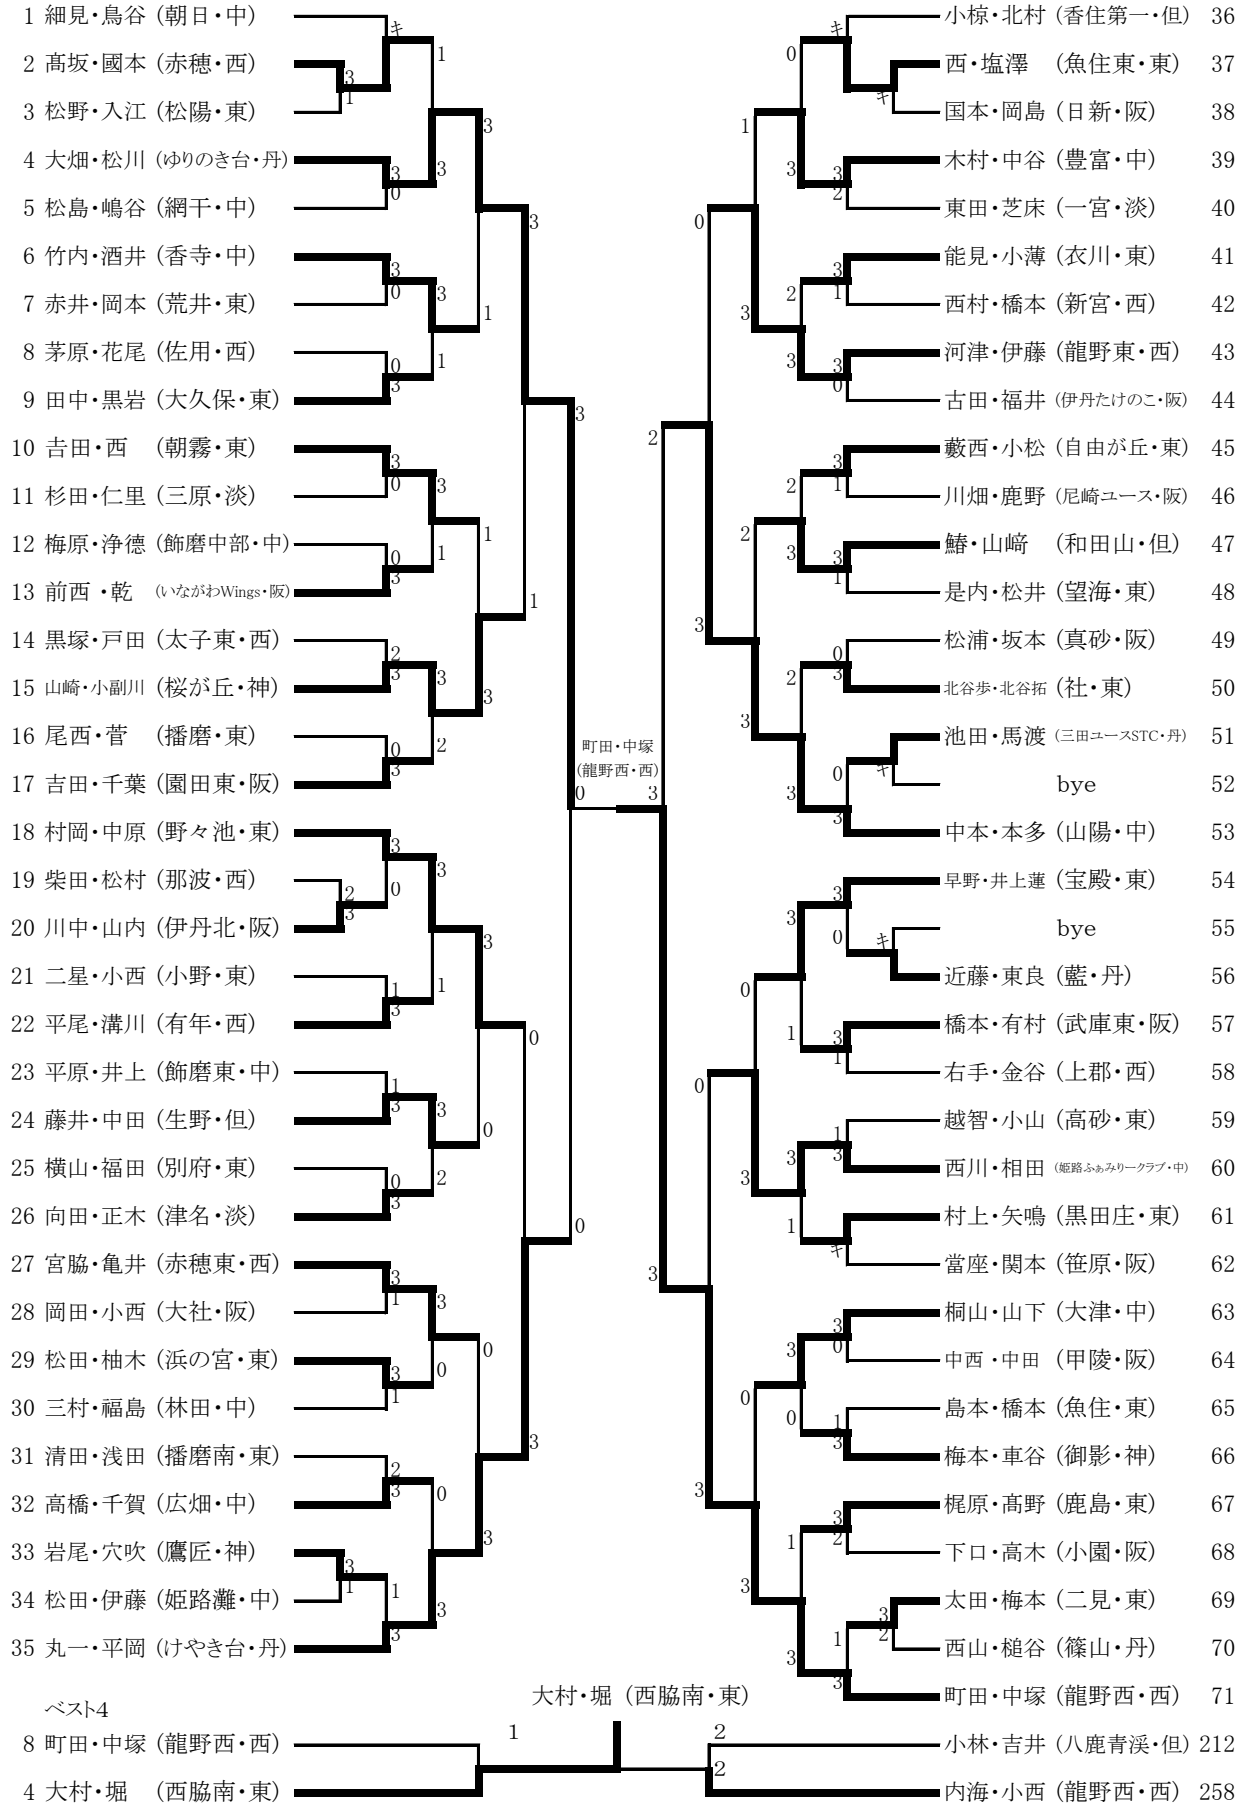 1 細見・鳥谷 (朝日・中)
2 髙坂・國本 (赤穂・西)
3 松野・入江 (松陽・東)
4 大畑・松川 (ゆりのき台・丹)
5 松島・嶋谷 (網干・中)
6 竹内・酒井 (香寺・中)
7 赤井・岡本 (荒井・東)
8 茅原・花尾 (佐用・西)
9 田中・黒岩 (大久保・東)
10 𠮷田・西 (朝霧・東)
11 杉田・仁里 (三原・淡)
12 梅原・浄徳 (飾磨中部・中)
13 前西・乾 (いながわWings・阪)
14 黒塚・戸田 (太子東・西)
15 山崎・小副川 (桜が丘・神)
16 尾西・菅 (播磨・東)
17 吉田・千葉 (園田東・阪)
18 村岡・中原 (野々池・東)
19 柴田・松村 (那波・西)
20 川中・山内 (伊丹北・阪)
21 二星・小西 (小野・東)
22 平尾・溝川 (有年・西)
23 平原・井上 (飾磨東・中)
24 藤井・中田 (生野・但)
25 横山・福田 (別府・東)
26 向田・正木 (津名・淡)
27 宮脇・亀井 (赤穂東・西)
28 岡田・小西 (大社・阪)
29 松田・柚木 (浜の宮・東)
30 三村・福島 (林田・中)
31 清田・浅田 (播磨南・東)
32 高橋・千賀 (広畑・中)
33 岩尾・穴吹 (鷹匠・神)
34 松田・伊藤 (姫路灘・中)
35 丸一・平岡 (けやき台・丹)
町田・中塚
(龍野西・西)
0 3
小椋・北村 (香住第一・但) 36
西・塩澤 (魚住東・東) 37
国本・岡島 (日新・阪) 38
木村・中谷 (豊富・中) 39
東田・芝床 (一宮・淡) 40
能見・小薄 (衣川・東) 41
西村・橋本 (新宮・西) 42
河津・伊藤 (龍野東・西) 43
古田・福井 (伊丹たけのこ・阪) 44
藪西・小松 (自由が丘・東) 45
川畑・鹿野 (尼崎ユース・阪) 46
鰆・山﨑 (和田山・但) 47
是内・松井 (望海・東) 48
松浦・坂本 (真砂・阪) 49
北谷歩・北谷拓 (社・東) 50
池田・馬渡 (三田ユースSTC・丹) 51
bye 52
中本・本多 (山陽・中) 53
早野・井上蓮 (宝殿・東) 54
bye 55
近藤・東良 (藍・丹) 56
橋本・有村 (武庫東・阪) 57
右手・金谷 (上郡・西) 58
越智・小山 (高砂・東) 59
西川・相田 (姫路ふぁみりークラブ・中) 60
村上・矢鳴 (黒田庄・東) 61
當座・関本 (笹原・阪) 62
桐山・山下 (大津・中) 63
中西・中田 (甲陵・阪) 64
島本・橋本 (魚住・東) 65
梅本・車谷 (御影・神) 66
梶原・髙野 (鹿島・東) 67
下口・高木 (小園・阪) 68
太田・梅本 (二見・東) 69
西山・槌谷 (篠山・丹) 70
町田・中塚 (龍野西・西) 71
ベスト4
大村・堀 (西脇南・東)
8 町田・中塚 (龍野西・西) 1 2 小林・吉井 (八鹿青渓・但) 212
4 大村・堀 (西脇南・東) 2 内海・小西 (龍野西・西) 258